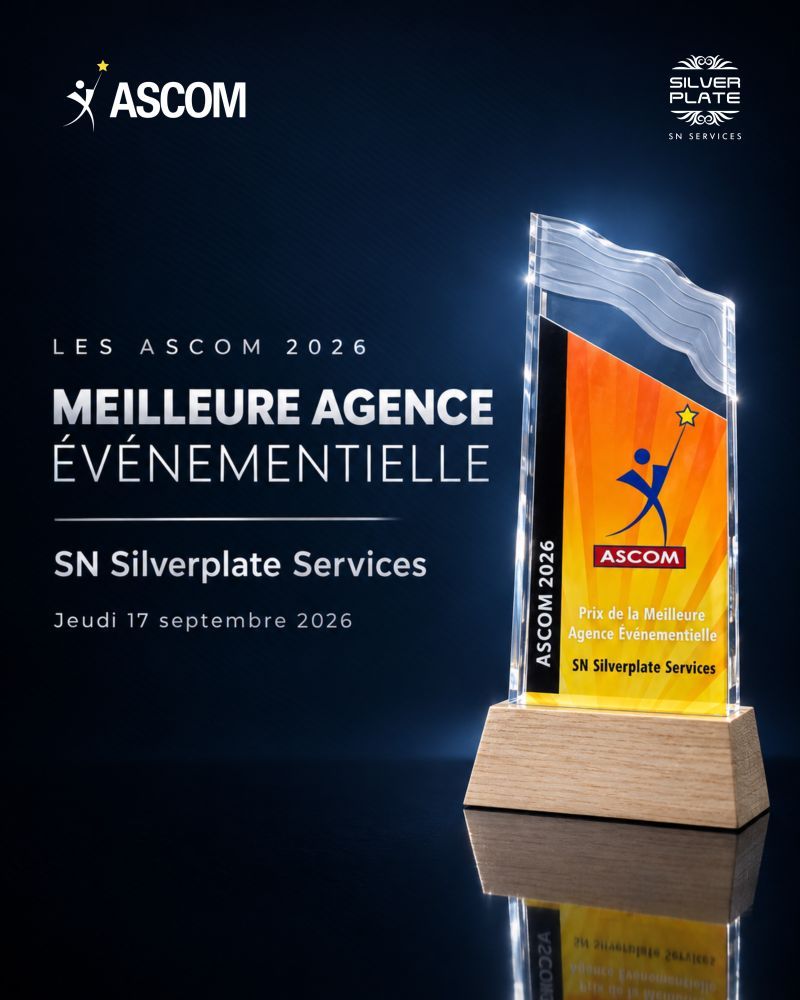 ASCOM
SILVER
PLATE
SN SERVICES
LES ASCOM 2026
MEILLEURE AGENCE
ÉVÉNEMENTIELLE
SN Silverplate Services
Jeudi 17 septembre 2026
ASCOM 2026
ASCOM
Prix de la Meilleure
Agence Événementielle
SN Silverplate Services